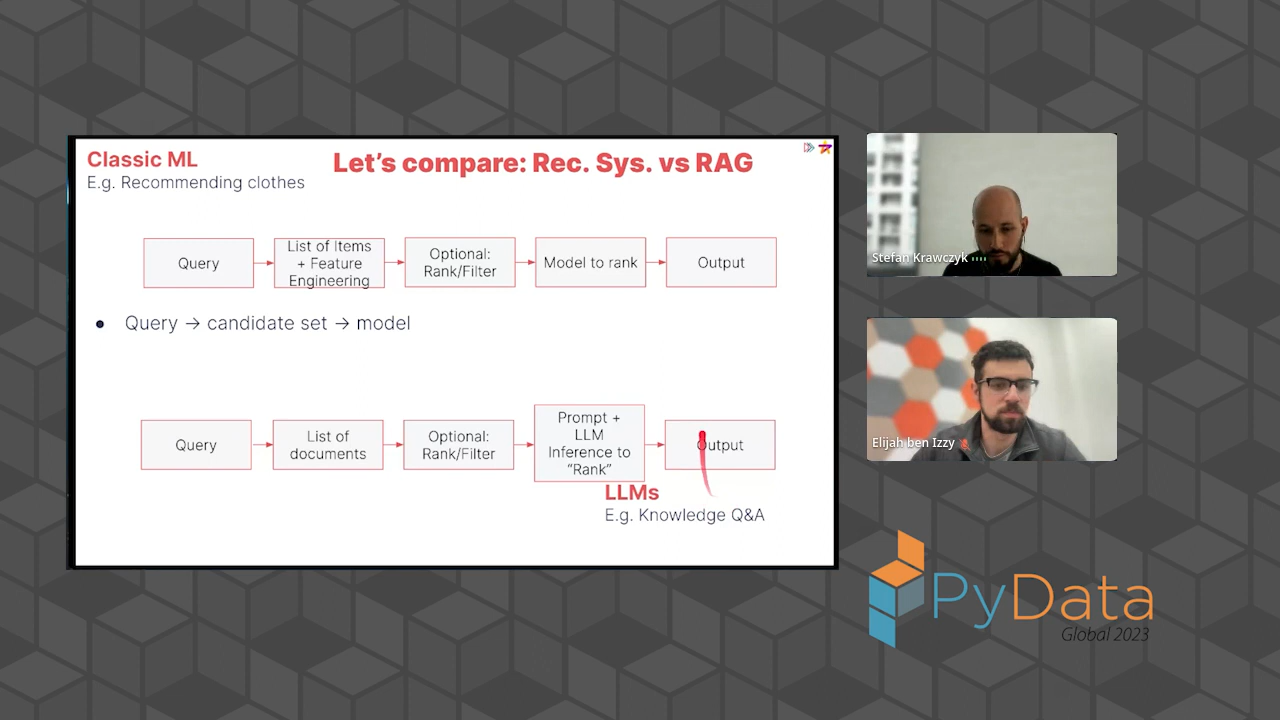 Classic ML
E.g. Recommending clothes
Let's compare: Rec. Sys. vs RAG
Query
List of Items
+ Feature
Engineering
Optional:
Rank/Filter
Model to rank
Output
• Query → candidate set → model
Query
List of
documents
Optional:
Rank/Filter
Prompt +
LLM
Inference to
“Rank”
Output
LLMs
E.g. Knowledge Q&A
Stefan Krawczyk
Elijah ben Izzy
PyData
Global 2023